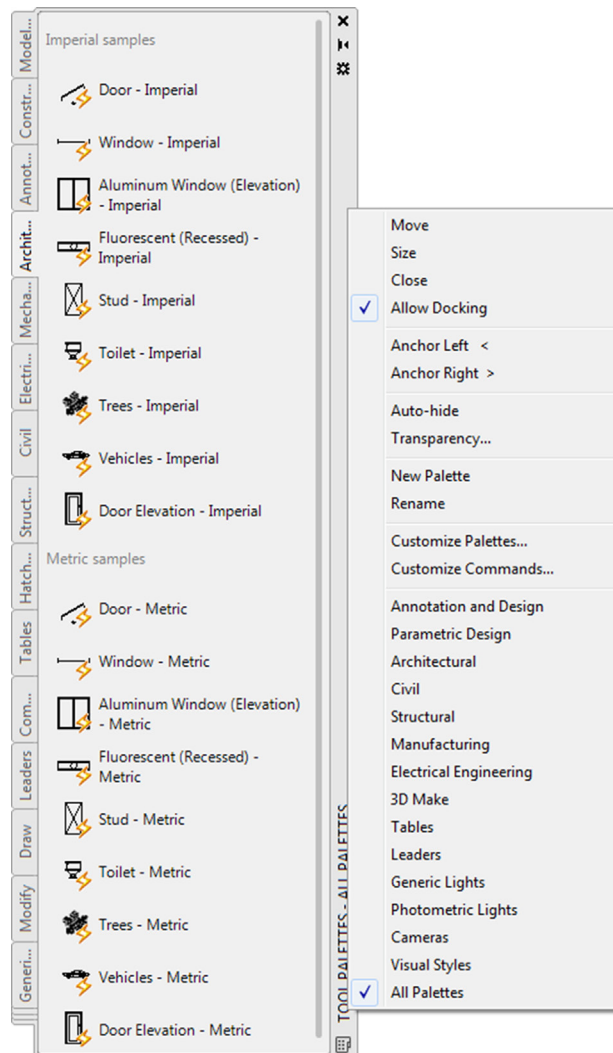 Model...
Constr...
Annot...
Archit...
Mecha...
Electri...
Civil
Struct...
Hatch...
Tables
Com...
Leaders
Draw
Modify
Generi...
Imperial samples
Door - Imperial
Window - Imperial
Aluminum Window (Elevation)
- Imperial
Fluorescent (Recessed) -
Imperial
Stud - Imperial
Toilet - Imperial
Trees - Imperial
Vehicles - Imperial
Door Elevation - Imperial
Metric samples
Door - Metric
Window - Metric
Aluminum Window (Elevation)
- Metric
Fluorescent (Recessed) -
Metric
Stud - Metric
Toilet - Metric
Trees - Metric
Vehicles - Metric
Door Elevation - Metric
TOOL PALETTES - ALL PALETTES
Move
Size
Close
Allow Docking
Anchor Left <
Anchor Right >
Auto-hide
Transparency...
New Palette
Rename
Customize Palettes...
Customize Commands...
Annotation and Design
Parametric Design
Architectural
Civil
Structural
Manufacturing
Electrical Engineering
3D Make
Tables
Leaders
Generic Lights
Photometric Lights
Cameras
Visual Styles
All Palettes